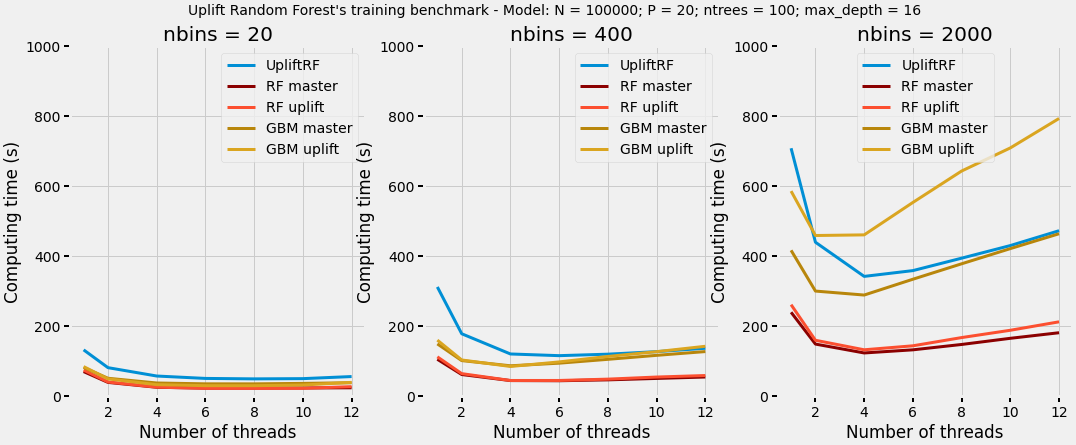 Uplift Random Forest's training benchmark - Model: N = 100000; P = 20; ntrees = 100; max_depth = 16
nbins = 20
1000
800
600
400
200
0
Computing time (s)
2 4 6 8 10 12
Number of threads
UpliftRF
RF master
RF uplift
GBM master
GBM uplift
nbins = 400
1000
800
600
400
200
0
Computing time (s)
2 4 6 8 10 12
Number of threads
UpliftRF
RF master
RF uplift
GBM master
GBM uplift
nbins = 2000
1000
800
600
400
200
0
Computing time (s)
2 4 6 8 10 12
Number of threads
UpliftRF
RF master
RF uplift
GBM master
GBM uplift